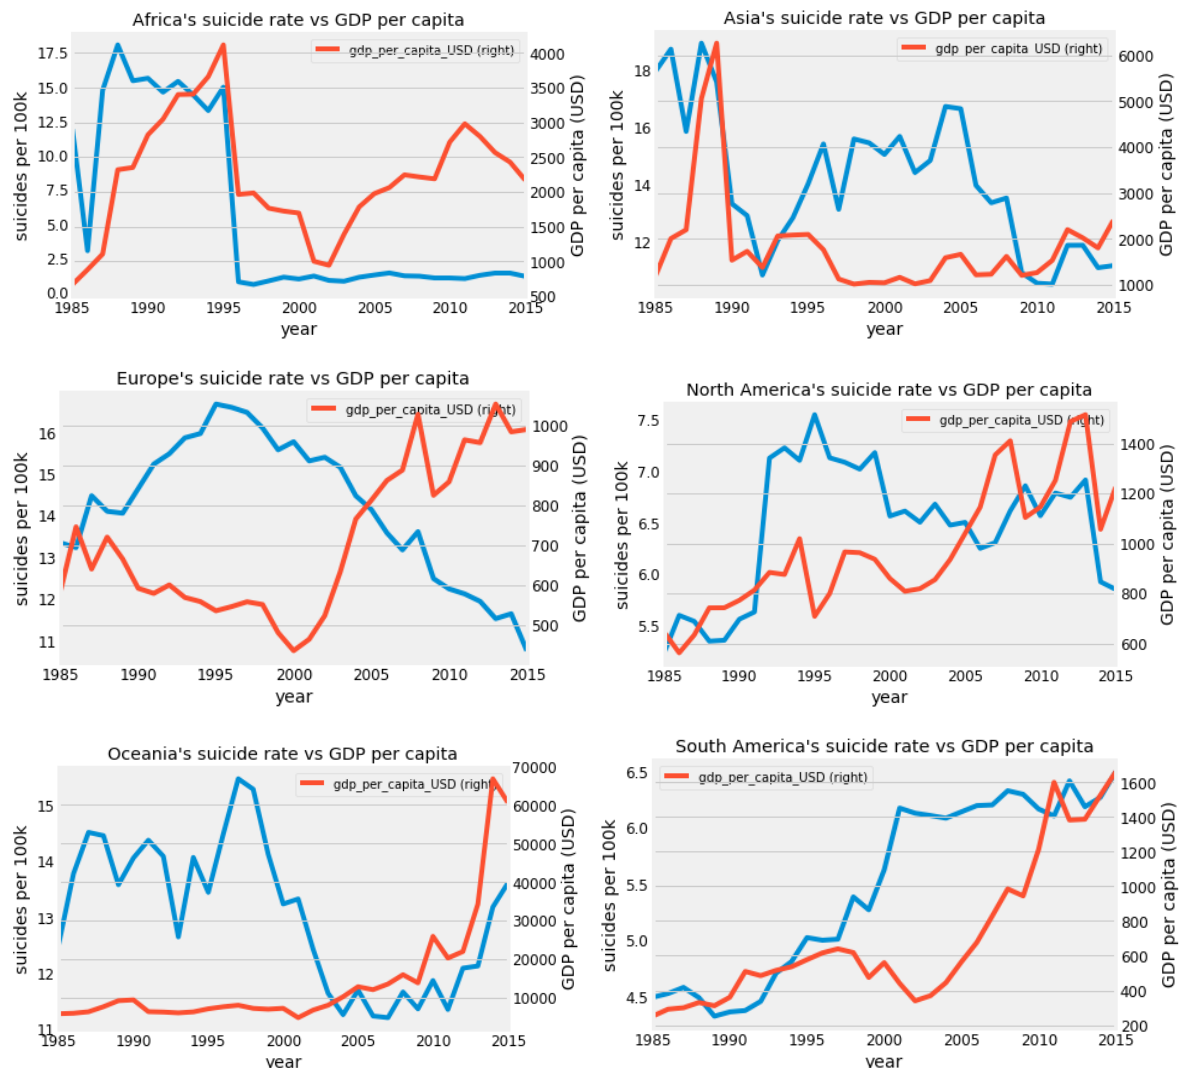 Africa's suicide rate vs GDP per capita
gdp_per_capita_USD (right)
suicides per 100k
17.5
15.0
12.5
10.0
7.5
5.0
2.5
0.0
4000
3500
3000
2500
2000
1500
1000
500
GDP per capita (USD)
1985 1990 1995 2000 2005 2010 2015
year
Asia's suicide rate vs GDP per capita
gdp_per_capita_USD (right)
suicides per 100k
18
16
14
12
6000
5000
4000
3000
2000
1000
GDP per capita (USD)
1985 1990 1995 2000 2005 2010 2015
year
Europe's suicide rate vs GDP per capita
gdp_per_capita_USD (right)
suicides per 100k
16
15
14
13
12
11
1000
900
800
700
600
500
GDP per capita (USD)
1985 1990 1995 2000 2005 2010 2015
year
North America's suicide rate vs GDP per capita
gdp_per_capita_USD (right)
suicides per 100k
7.5
7.0
6.5
6.0
5.5
1400
1200
1000
800
600
GDP per capita (USD)
1985 1990 1995 2000 2005 2010 2015
year
Oceania's suicide rate vs GDP per capita
gdp_per_capita_USD (right)
suicides per 100k
15
14
13
12
11
70000
60000
50000
40000
30000
20000
10000
GDP per capita (USD)
1985 1990 1995 2000 2005 2010 2015
year
South America's suicide rate vs GDP per capita
gdp_per_capita_USD (right)
suicides per 100k
6.5
6.0
5.5
5.0
4.5
1600
1400
1200
1000
800
600
400
200
GDP per capita (USD)
1985 1990 1995 2000 2005 2010 2015
year